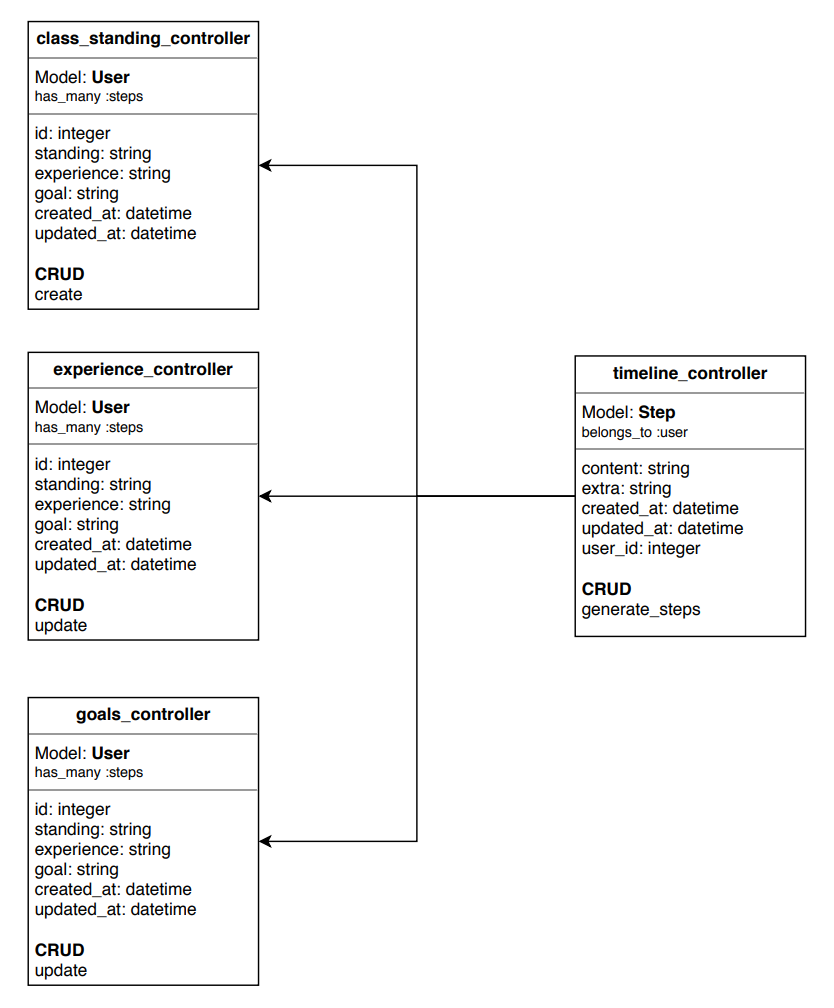 class_standing_controller
Model: User
has_many :steps
id: integer
standing: string
experience: string
goal: string
created_at: datetime
updated_at: datetime
CRUD
create
experience_controller
Model: User
has_many :steps
id: integer
standing: string
experience: string
goal: string
created_at: datetime
updated_at: datetime
CRUD
update
goals_controller
Model: User
has_many :steps
id: integer
standing: string
experience: string
goal: string
created_at: datetime
updated_at: datetime
CRUD
update
timeline_controller
Model: Step
belongs_to :user
content: string
extra: string
created_at: datetime
updated_at: datetime
user_id: integer
CRUD
generate_steps